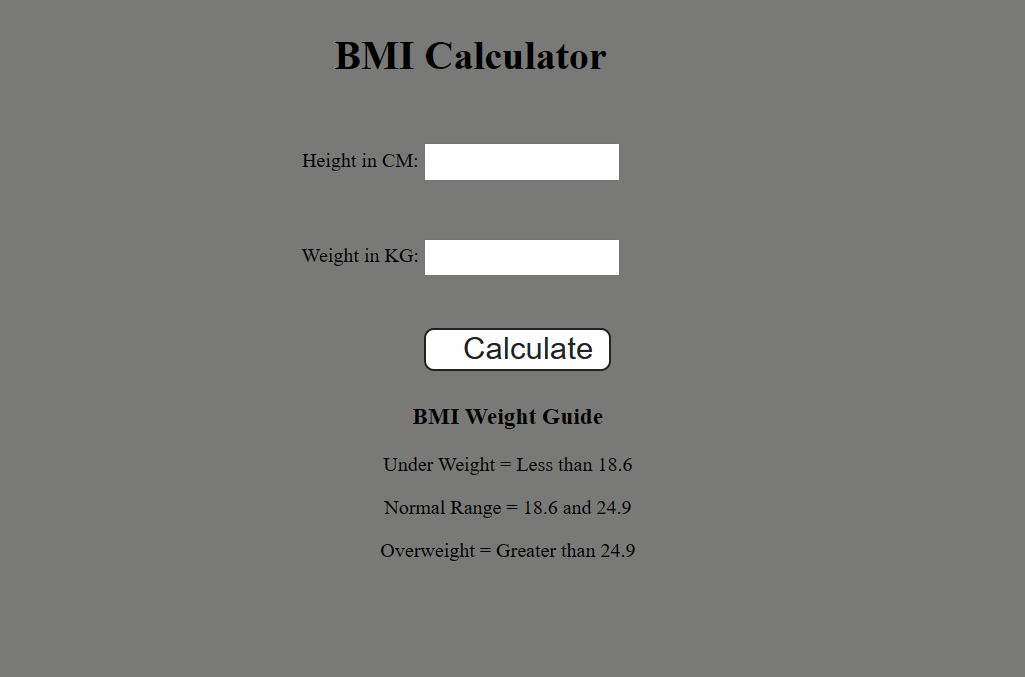 BMI Calculator
Height in CM:
Weight in KG:
Calculate
BMI Weight Guide
Under Weight = Less than 18.6
Normal Range = 18.6 and 24.9
Overweight = Greater than 24.9